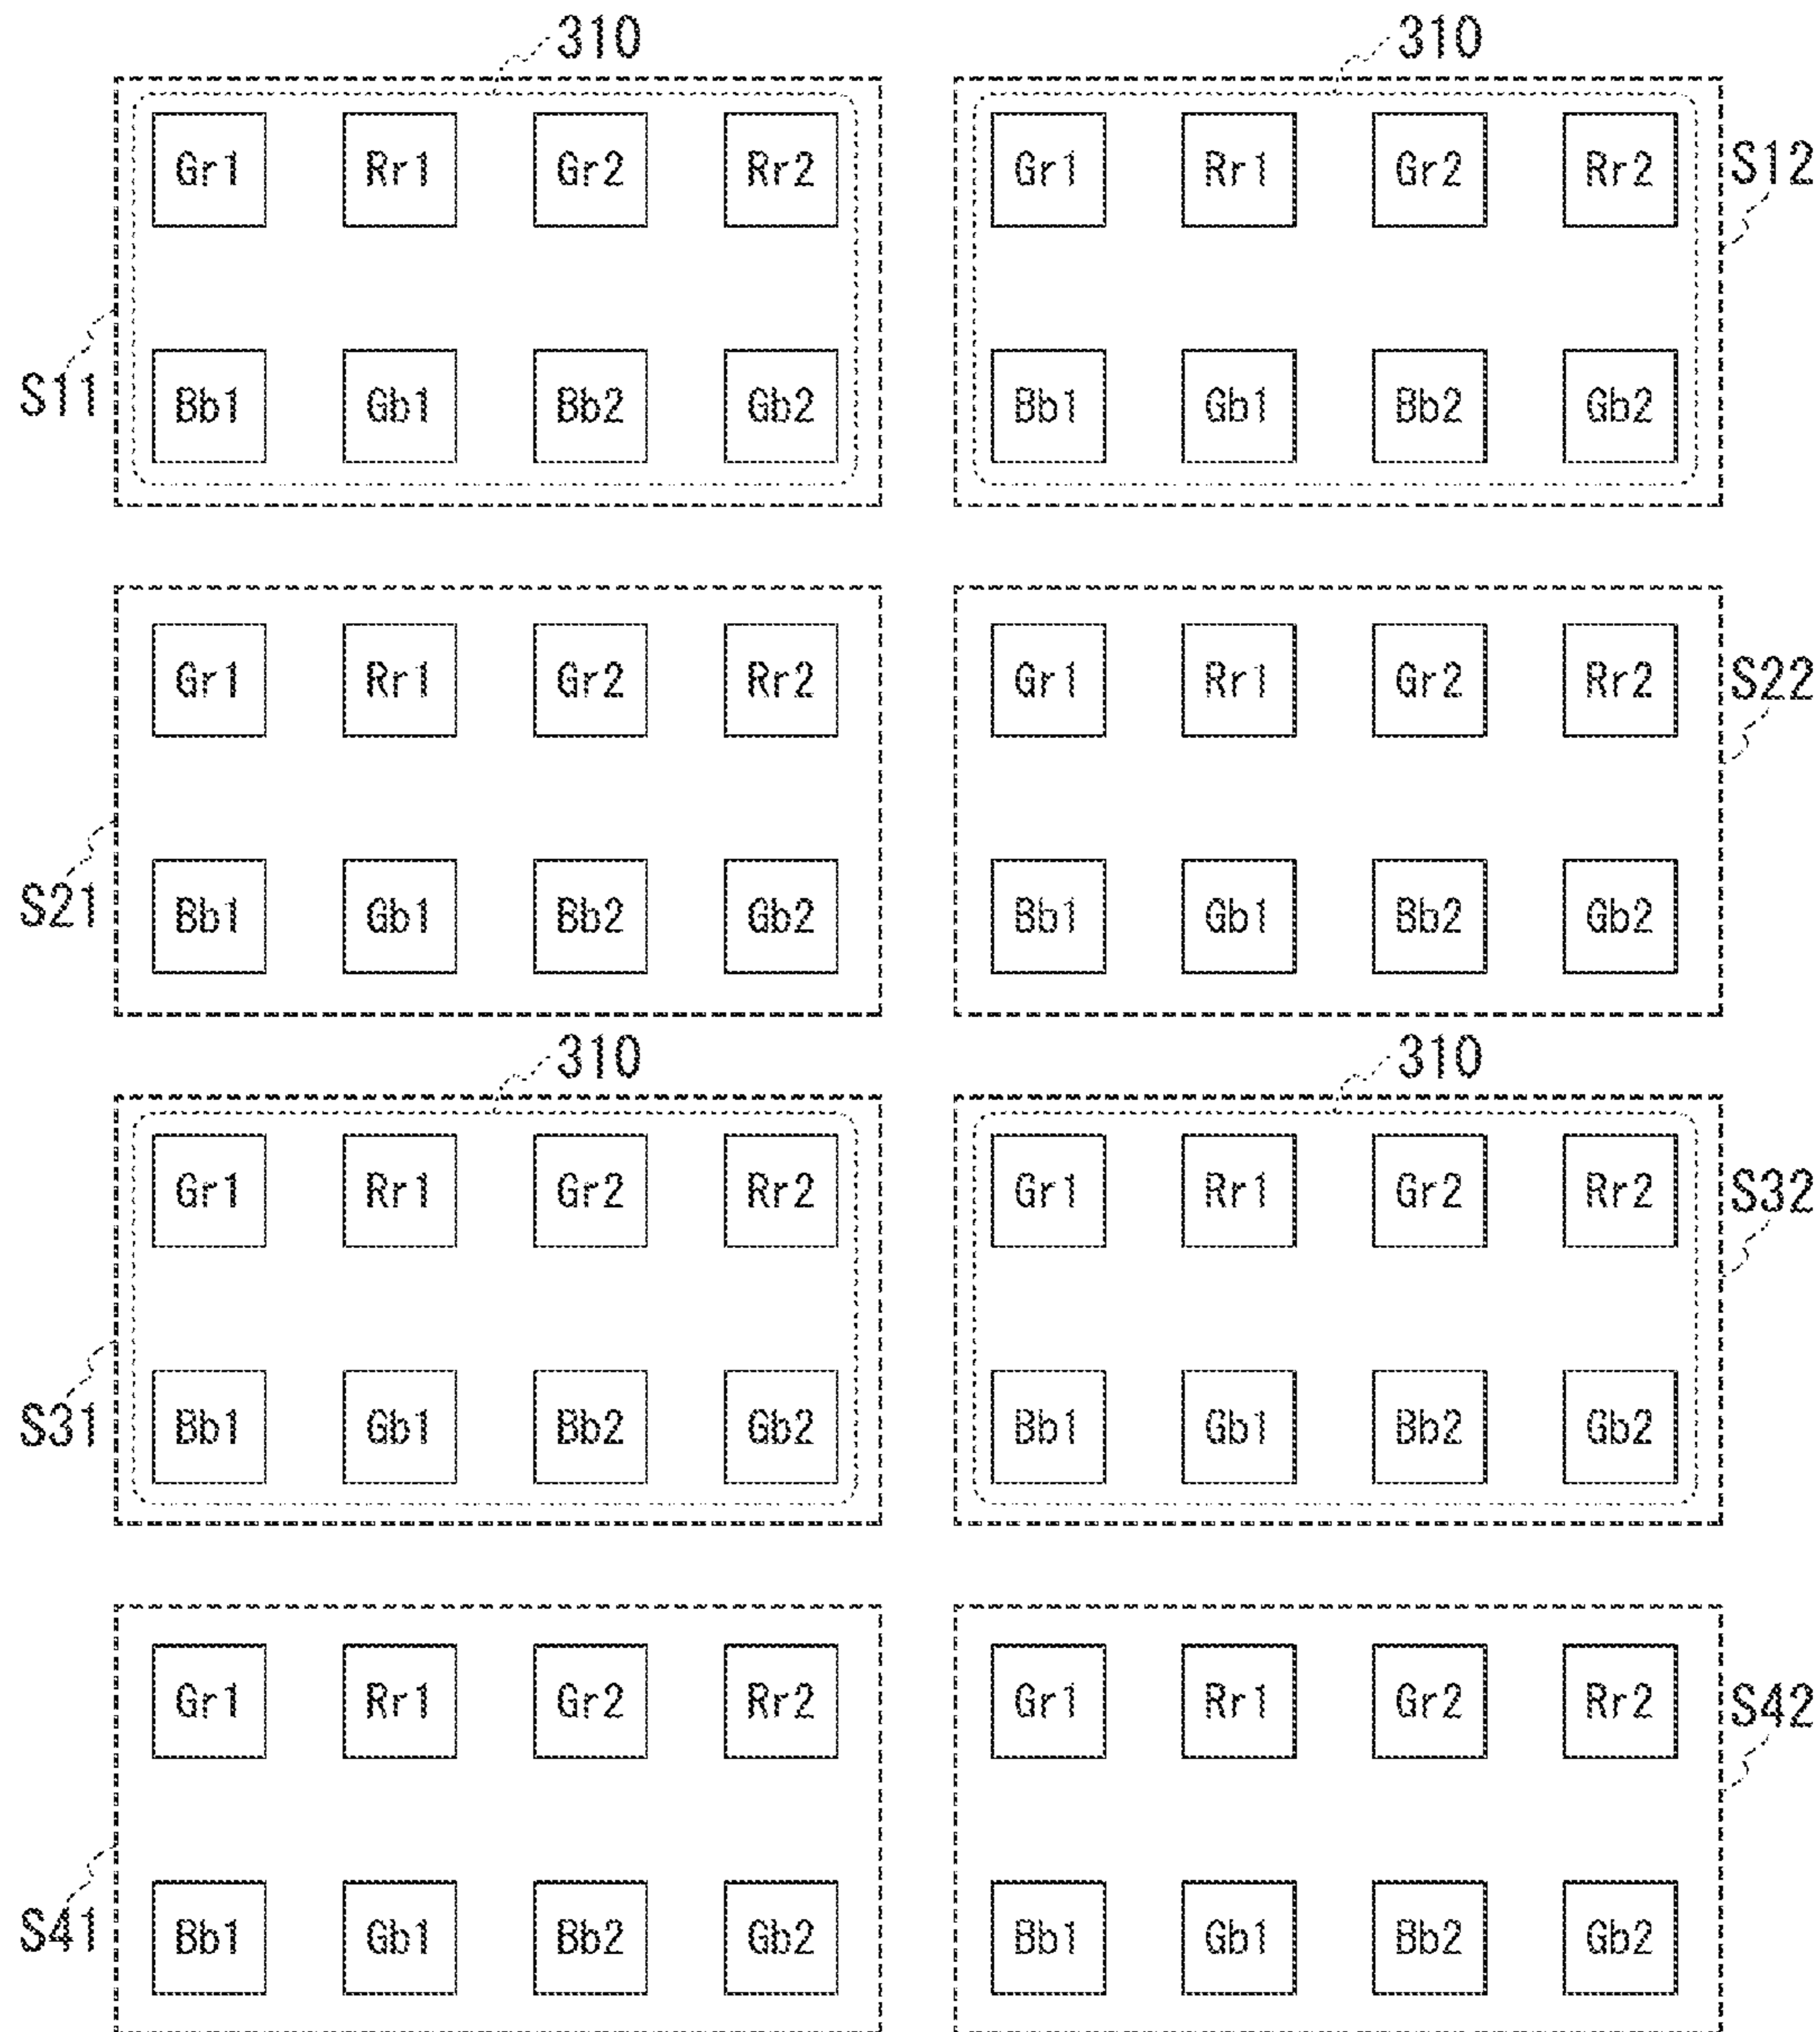 310 310
Gr1 Rr1 Gr2 Rr2 Gr1 Rr1 Gr2 Rr2 S12
S11 Bb1 Gb1 Bb2 Gb2 Bb1 Gb1 Bb2 Gb2
Gr1 Rr1 Gr2 Rr2 Gr1 Rr1 Gr2 Rr2 S22
S21 Bb1 Gb1 Bb2 Gb2 Bb1 Gb1 Bb2 Gb2
310 310
Gr1 Rr1 Gr2 Rr2 Gr1 Rr1 Gr2 Rr2 S32
S31 Bb1 Gb1 Bb2 Gb2 Bb1 Gb1 Bb2 Gb2
Gr1 Rr1 Gr2 Rr2 Gr1 Rr1 Gr2 Rr2 S42
S41 Bb1 Gb1 Bb2 Gb2 Bb1 Gb1 Bb2 Gb2